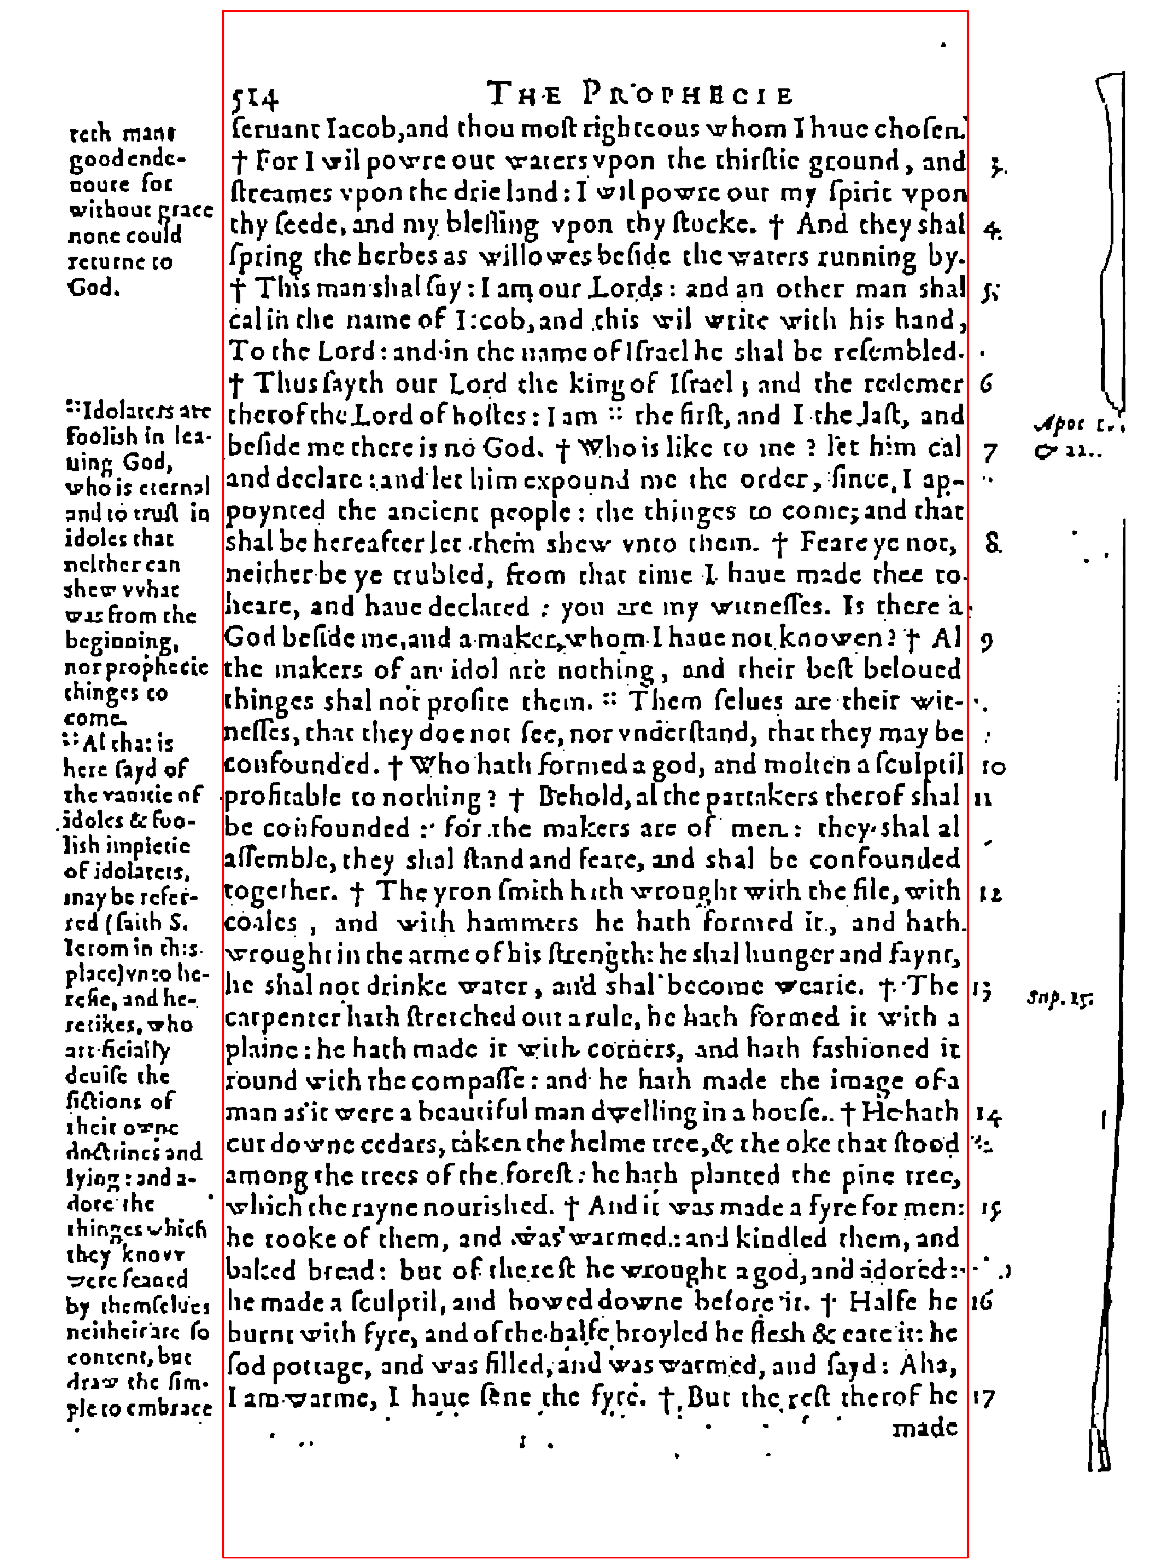 514 THE PROPHECIE
ſeruant Iacob, and thou moſt righteous whom I haue choſen.
† For I wil powre out waters vpon the thirſtie ground, and 3.
ſtreames vpon the drie land: I wil powre out my ſpirit vpon
thy ſeede, and my bleſſing vpon thy ſtocke. † And they shal 4.
ſpring the herbes as willowes beſide the waters running by.
† This man shal ſay: I am our Lords: and an other man shal 5
cal in the name of Iacob, and this wil write with his hand,
To the Lord: and in the name of Iſrael he shal be reſembled.
† Thus ſayth our Lord the king of Iſrael, and the redemer 6
therof the Lord of hoſtes: I am :: the firſt, and I the laſt, and
beſide me there is no God. † Who is like to me? let him cal 7
and declare: and let him expound me the order, ſince I ap-
poynted the ancient people: the thinges to come, and that
shal be hereafter let them shew vnto them. † Feare ye not, 8.
neither be ye trubled, from that time I haue made thee to
heare, and haue declared: you are my witneſſes. Is there a
God beſide me, and a maker, whom I haue not knowen? † Al 9
the makers of an idol are nothing, and their beſt beloued
thinges shal not profite them. :: Them ſelues are their wit-
neſſes, that they doe not ſee, nor vnderſtand, that they may be
confounded. † Who hath formed a god, and molten a ſculptil 10
profitable to nothing? † Behold, al the partakers therof shal 11
be confounded: for the makers are of men: they shal al
aſſemble, they shal ſtand and feare, and shal be confounded
together. † The yron ſmith hath wrought with the file, with 12
coales, and with hammers he hath formed it, and hath
wrought in the arme of his ſtrength: he shal hunger and faynt,
he shal not drinke water, and shal become wearie. † The 13
carpenter hath ſtretched out a rule, he hath formed it with a
plaine: he hath made it with corners, and hath fashioned it
round with the compaſſe: and he hath made the image of a
man as it were a beautiful man dwelling in a houſe. † He hath 14
cut downe cedars, taken the helme tree, & the oke that ſtood
among the trees of the foreſt: he hath planted the pine tree,
which the rayne nourished. † And it was made a fyre for men: 15
he tooke of them, and was warmed: and kindled them, and
baked bread: but of the reſt he wrought a god, and adored:
he made a ſculptil, and bowed downe before it. † Halfe he 16
burnt with fyre, and of the halfe broyled he flesh & eate it: he
ſod pottage, and was filled, and was warmed, and ſayd: Aha,
I am warme, I haue ſene the fyre. † But the reſt therof he 17
made
teth mans
good ende-
uoure for
without grace
none could
returne to
God.
:: Idolaters are
foolish in lea-
uing God,
who is eternal
and to truſt in
idoles that
neither can
shew vvhat
was from the
beginning,
nor prophecie
thinges to
come.
:: Al that is
here ſayd of
the vanitie of
idoles & foo-
lish impietie
of idolaters,
may be refer-
red (ſaith S.
Ierom in this
place) vnto he-
reſie, and he-
retikes, who
artificially
deuiſe the
fictions of
their owne
doctrines and
lying: and a-
dore the
thinges which
they know
were feaned
by themſelues
neither are ſo
content, but
draw the ſim-
ple to embrace
Apoc
& 22.
Sap. 15.